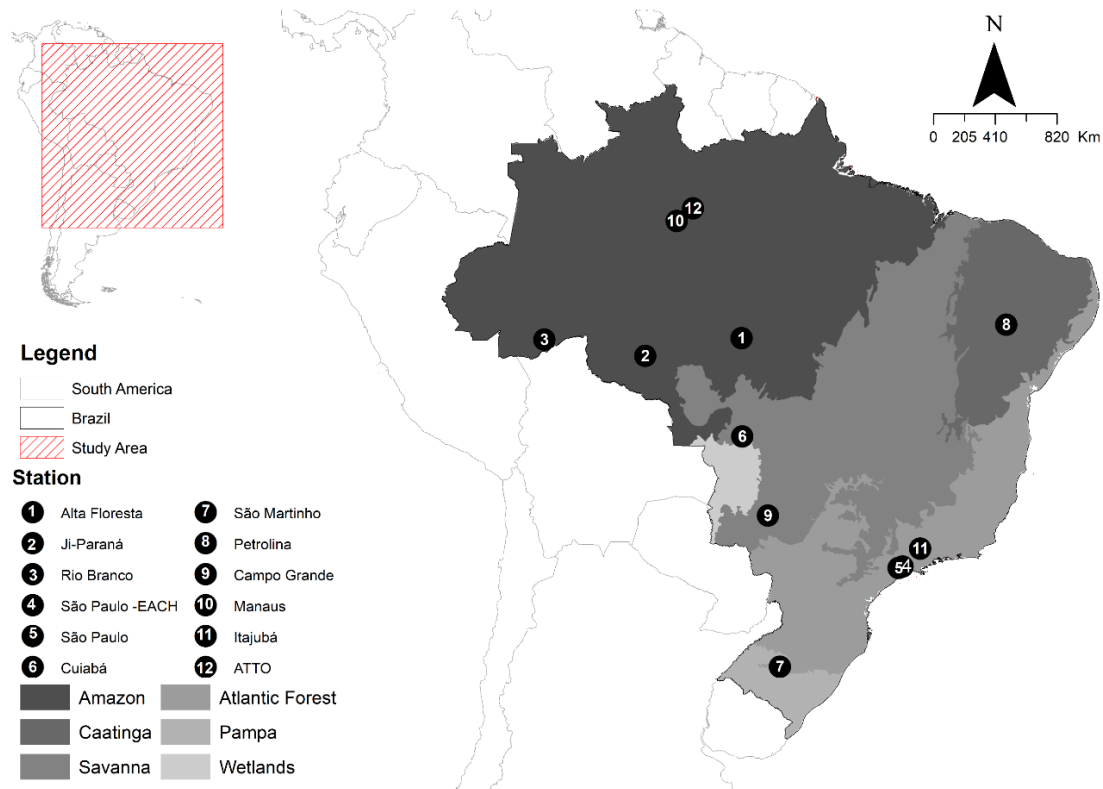 N
0 205 410 820 Km
12
10
8
3
1
2
6
9
11
54
7
Legend
South America
Brazil
Study Area
Station
1 Alta Floresta
7 São Martinho
2 Ji-Paraná
8 Petrolina
3 Rio Branco
9 Campo Grande
4 São Paulo -EACH
10 Manaus
5 São Paulo
11 Itajubá
6 Cuiabá
12 ATTO
Amazon
Atlantic Forest
Caatinga
Pampa
Savanna
Wetlands